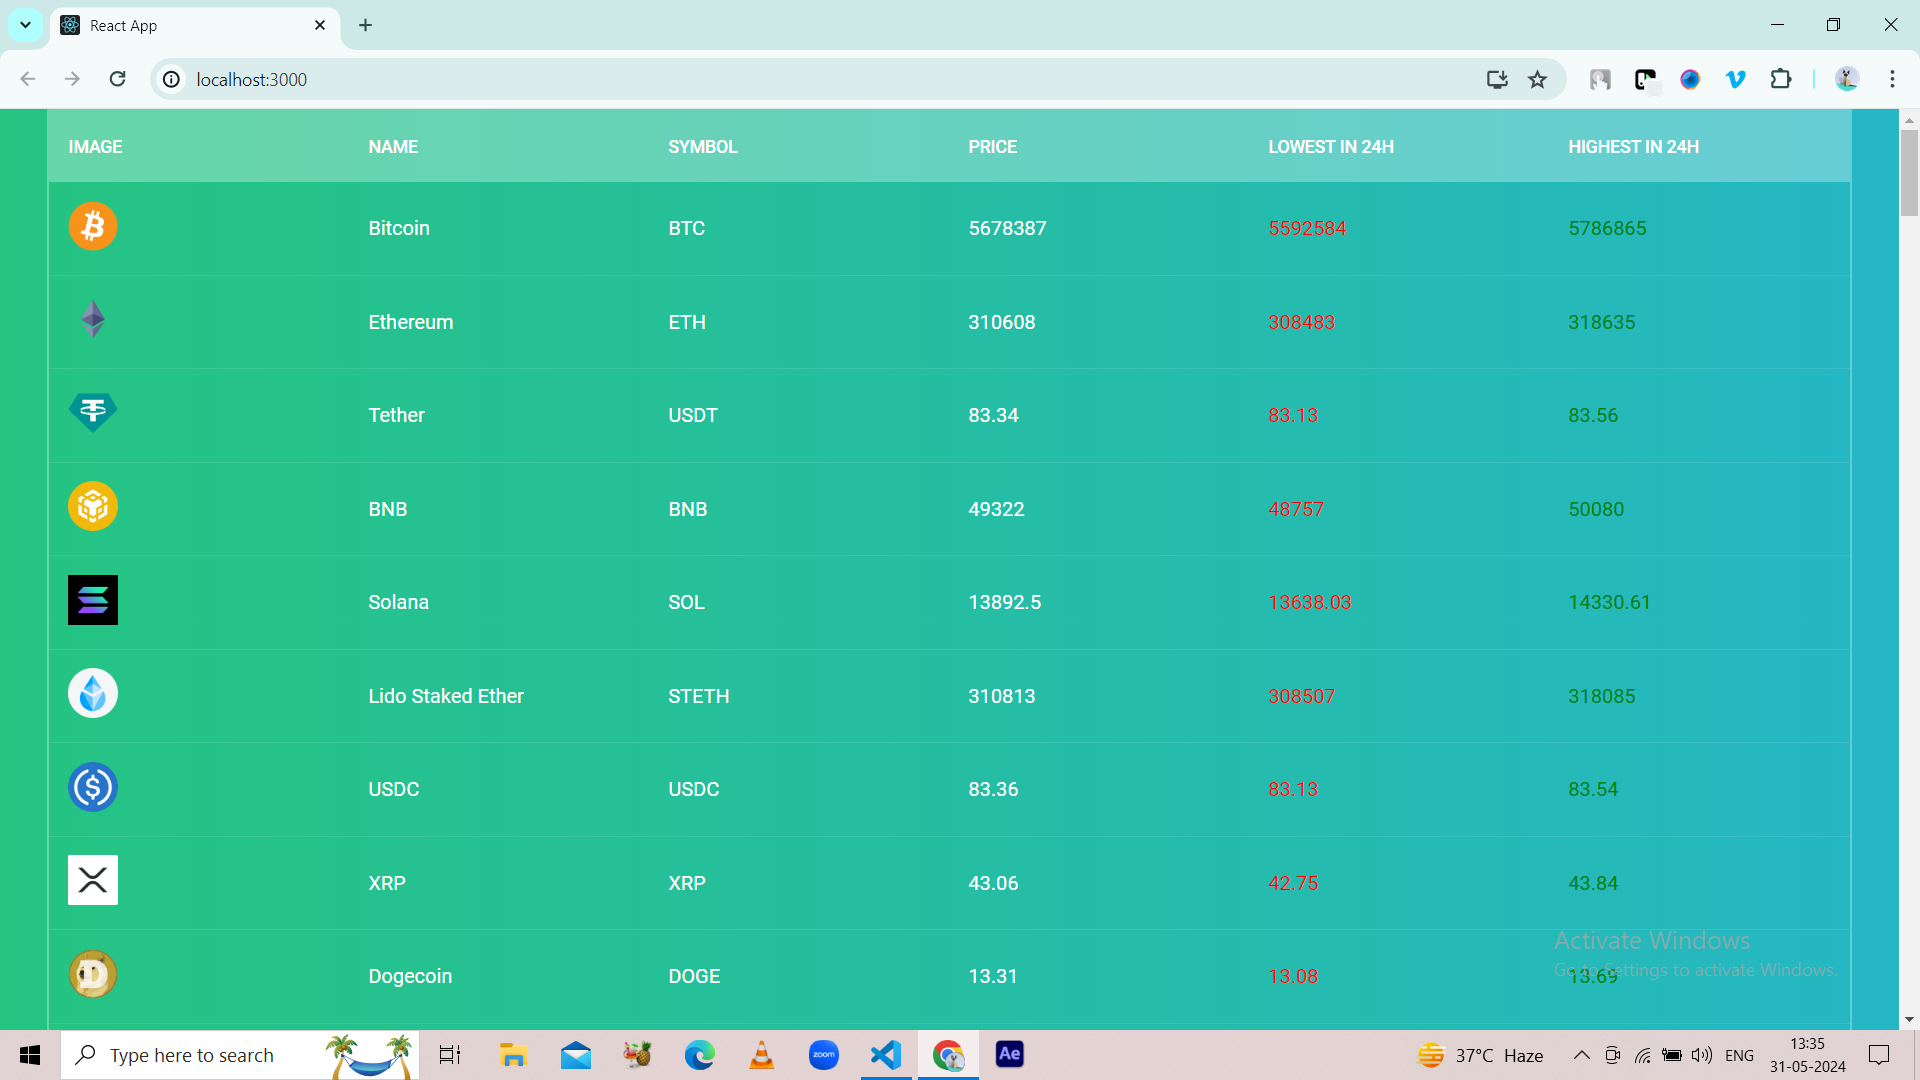 React App
localhost:3000
IMAGE NAME SYMBOL PRICE LOWEST IN 24H HIGHEST IN 24H
Bitcoin BTC 5678387 5592584 5786865
Ethereum ETH 310608 308483 318635
Tether USDT 83.34 83.13 83.56
BNB BNB 49322 48757 50080
Solana SOL 13892.5 13638.03 14330.61
Lido Staked Ether STETH 310813 308507 318085
USDC USDC 83.36 83.13 83.54
XRP XRP 43.06 42.75 43.84
Dogecoin DOGE 13.31 13.08 13.69
Activate Windows
Go to Settings to activate Windows.
Type here to search
zoom
Ae
37°C Haze
ENG
13:35
31-05-2024